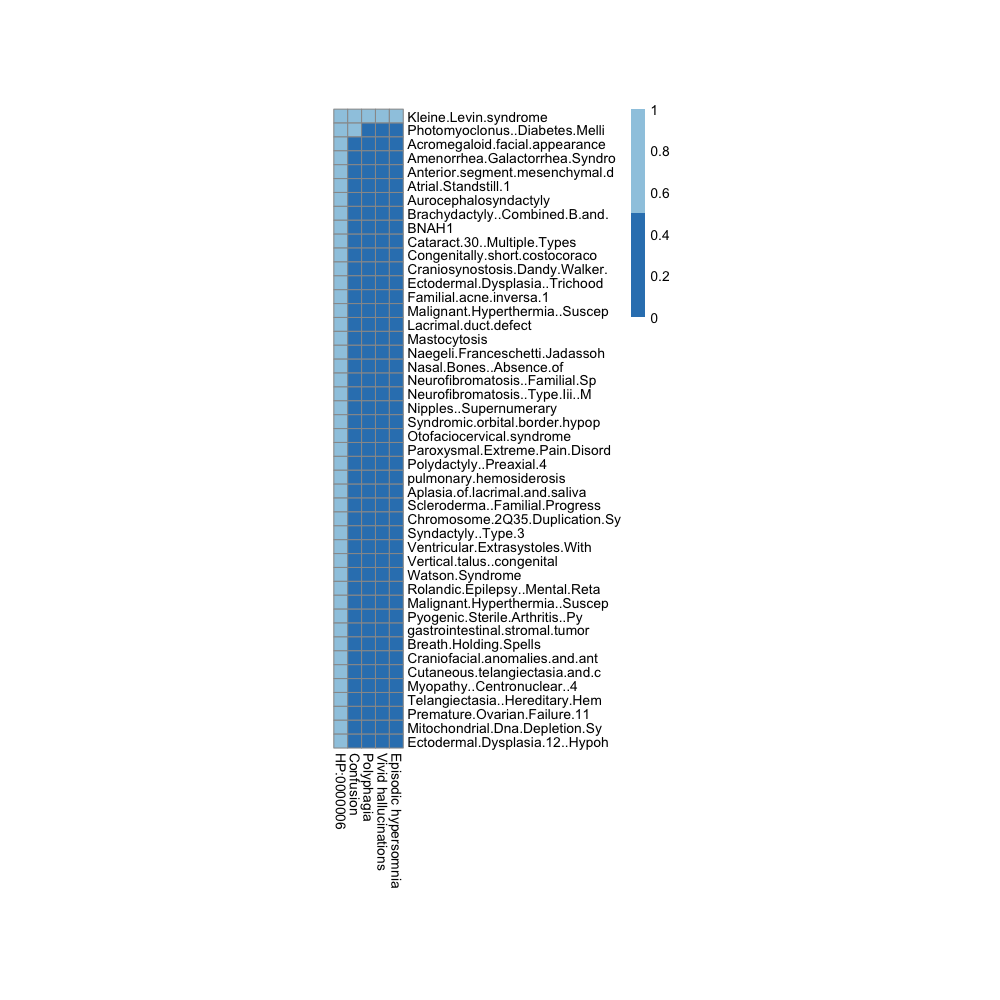 Kleine.Levin.syndrome
Photomyoclonus..Diabetes.Melli
Acromegaloid.facial.appearance
Amenorrhea.Galactorrhea.Syndro
Anterior.segment.mesenchymal.d
Atrial.Standstill.1
Aurocephalosyndactyly
Brachydactyly..Combined.B.and.
BNAH1
Cataract.30..Multiple.Types
Congenitally.short.costocoraco
Craniosynostosis.Dandy.Walker.
Ectodermal.Dysplasia..Trichood
Familial.acne.inversa.1
Malignant.Hyperthermia..Suscep
Lacrimal.duct.defect
Mastocytosis
Naegeli.Franceschetti.Jadassoh
Nasal.Bones..Absence.of
Neurofibromatosis..Familial.Sp
Neurofibromatosis..Type.Iii..M
Nipples..Supernumerary
Syndromic.orbital.border.hypop
Otofaciocervical.syndrome
Paroxysmal.Extreme.Pain.Disord
Polydactyly..Preaxial.4
pulmonary.hemosiderosis
Aplasia.of.lacrimal.and.saliva
Scleroderma..Familial.Progress
Chromosome.2Q35.Duplication.Sy
Syndactyly..Type.3
Ventricular.Extrasystoles.With
Vertical.talus..congenital
Watson.Syndrome
Rolandic.Epilepsy..Mental.Reta
Malignant.Hyperthermia..Suscep
Pyogenic.Sterile.Arthritis..Py
gastrointestinal.stromal.tumor
Breath.Holding.Spells
Craniofacial.anomalies.and.ant
Cutaneous.telangiectasia.and.c
Myopathy..Centronuclear..4
Telangiectasia..Hereditary.Hem
Premature.Ovarian.Failure.11
Mitochondrial.Dna.Depletion.Sy
Ectodermal.Dysplasia.12..Hypoh
HP:0000006
Confusion
Polyphagia
Vivid hallucinations
Episodic hypersomnia
1
0.8
0.6
0.4
0.2
0